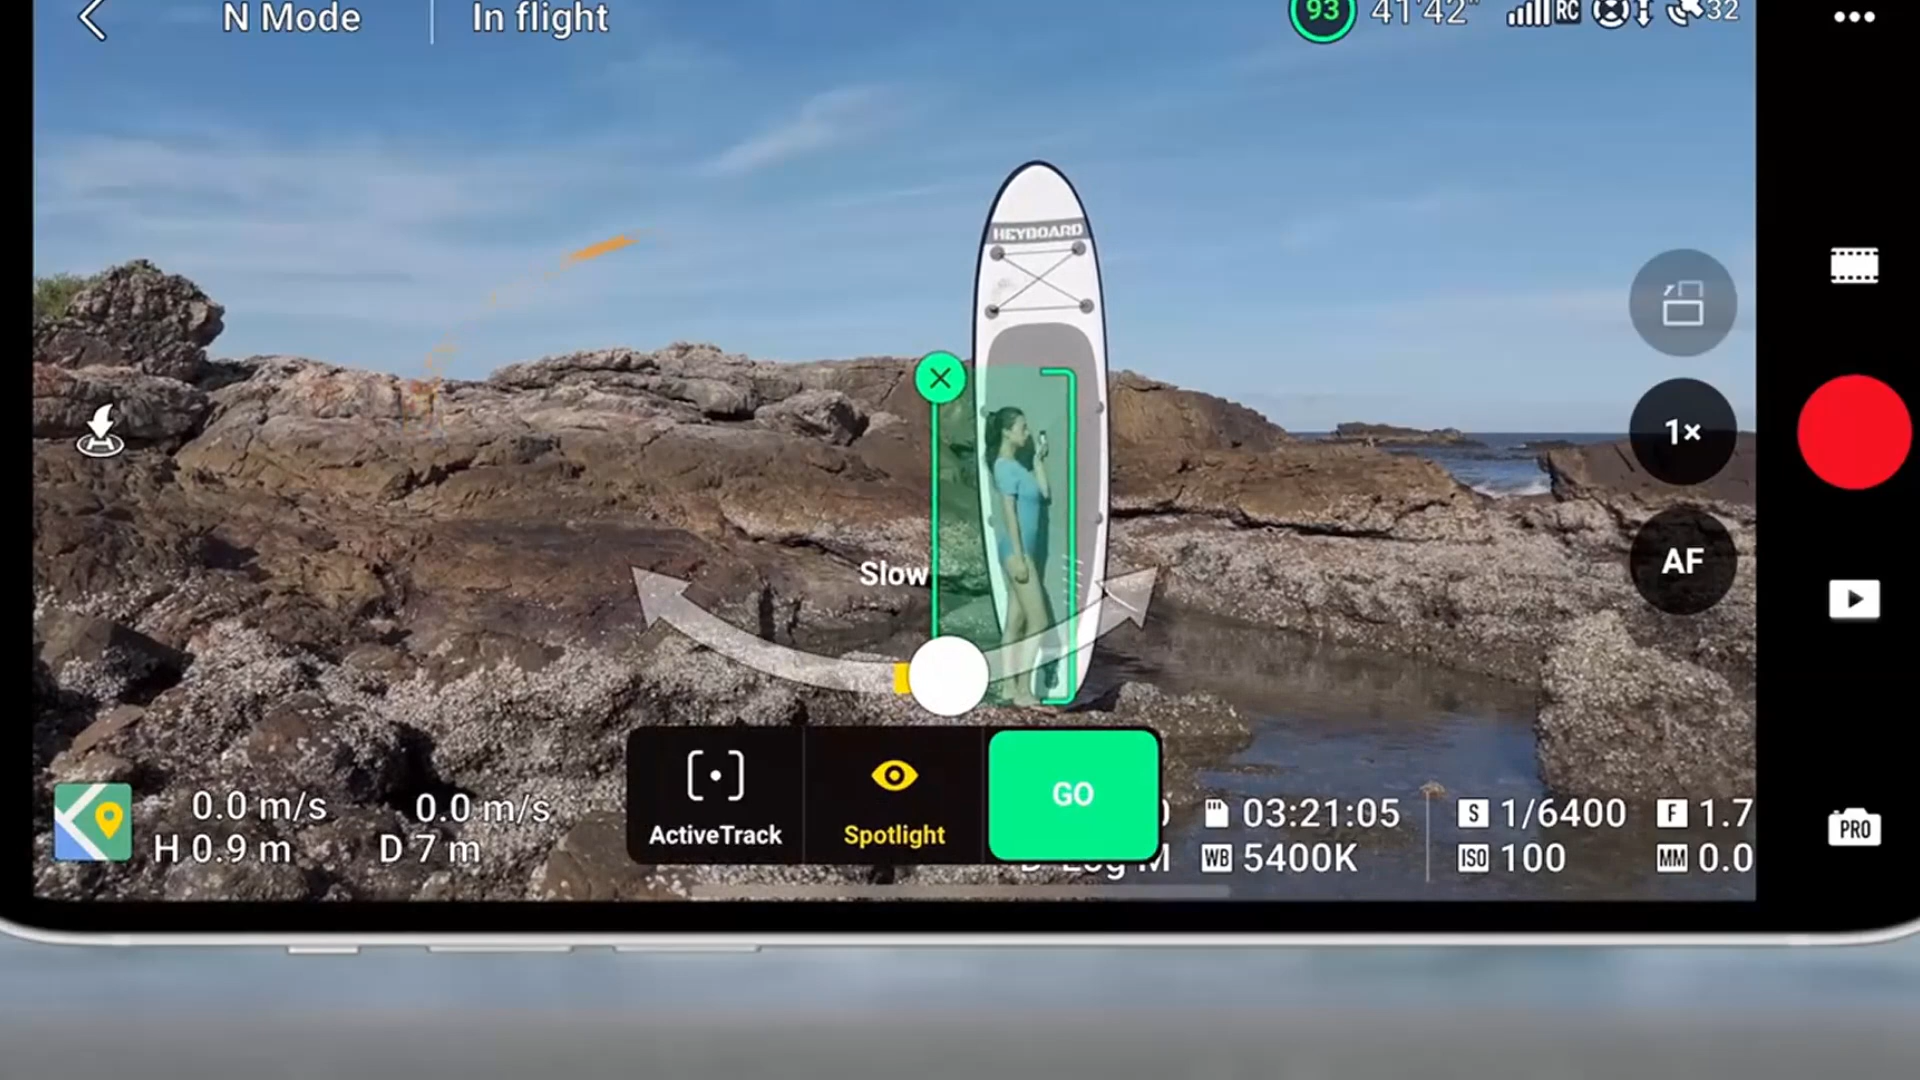 N Mode In flight 93 41'42" RC 32
HEYBOARD
1×
AF
Slow
ActiveTrack Spotlight GO
0.0 m/s 0.0 m/s
H 0.9 m D 7 m
03:21:05 S 1/6400 F 1.7
D-Log M WB 5400K ISO 100 MM 0.0
PRO